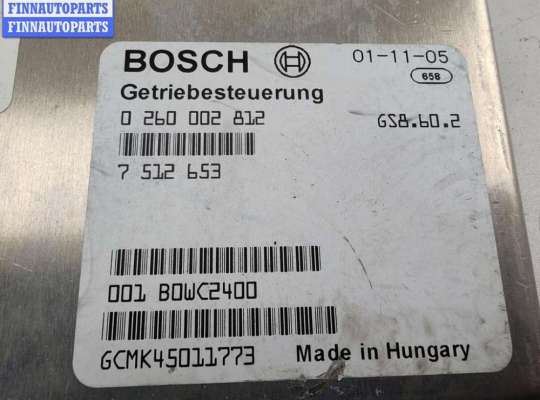 FINNAUTOPARTS
FINNAUTOPARTS
BOSCH
01-11-05
658
Getriebesteuerung
0 260 002 812
GS8.60.2
7 512 653
001 BOWC2400
GCMK45011773
Made in Hungary